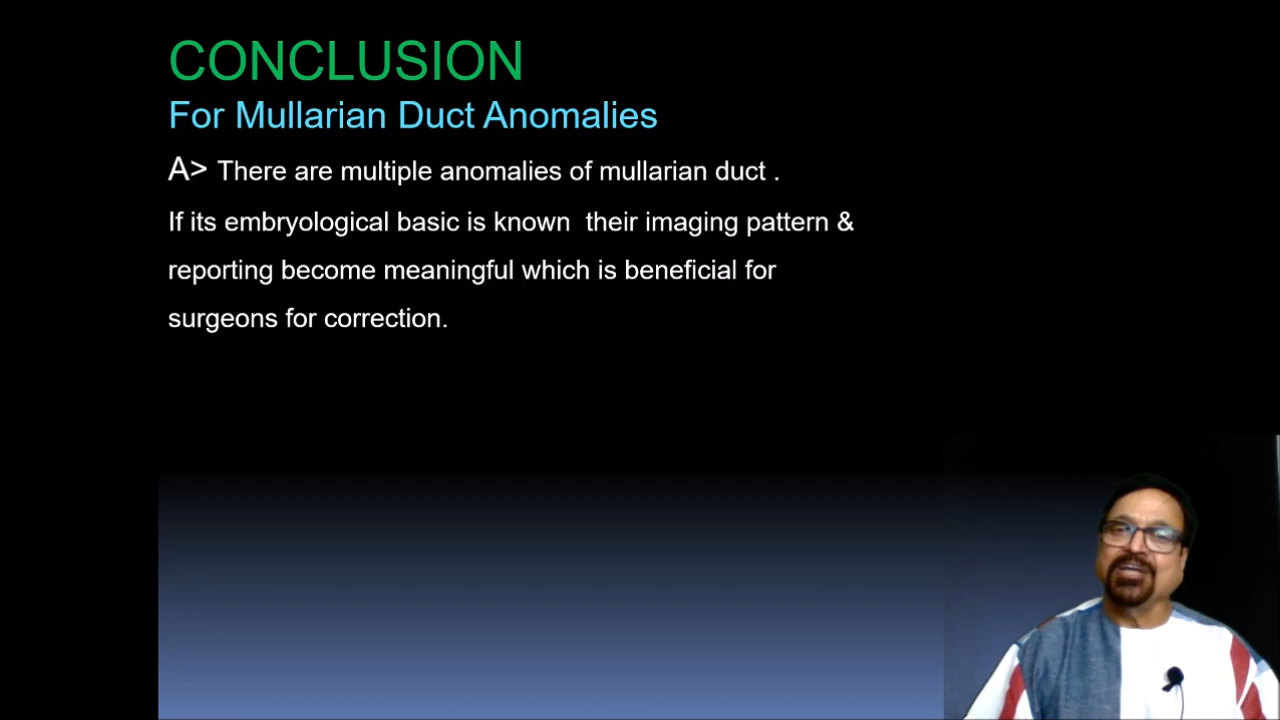 CONCLUSION
For Mullarian Duct Anomalies
A> There are multiple anomalies of mullarian duct .
If its embryological basic is known  their imaging pattern &
reporting become meaningful which is beneficial for
surgeons for correction.